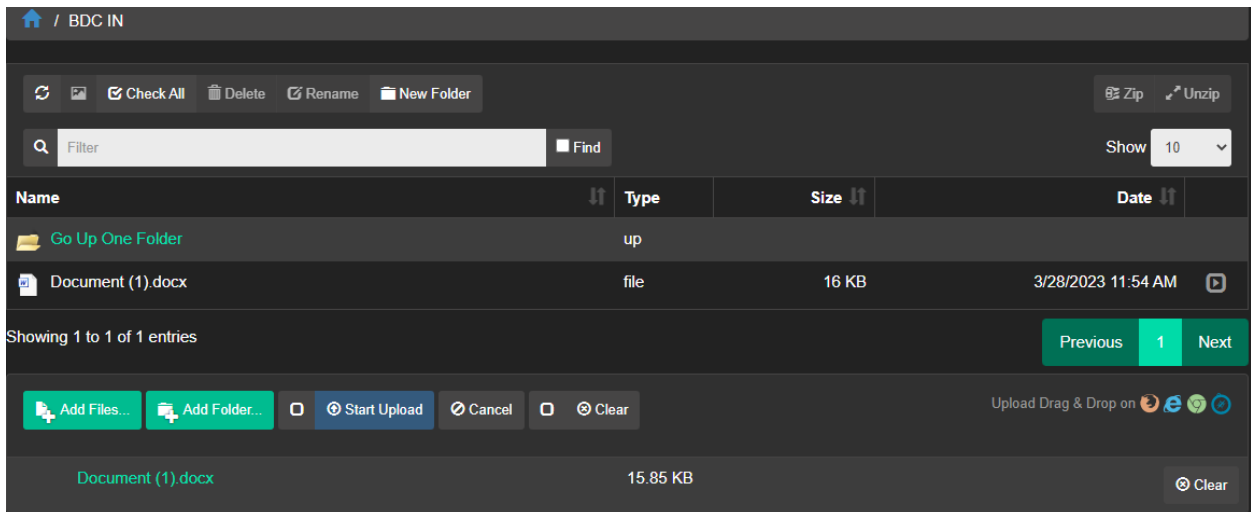 / BDC IN
Check All Delete Rename New Folder Zip Unzip
Filter Find Show 10
Name Type Size Date
Go Up One Folder up
Document (1).docx file 16 KB 3/28/2023 11:54 AM
Showing 1 to 1 of 1 entries Previous 1 Next
Add Files... Add Folder... Start Upload Cancel Clear Upload Drag & Drop on
Document (1).docx 15.85 KB Clear